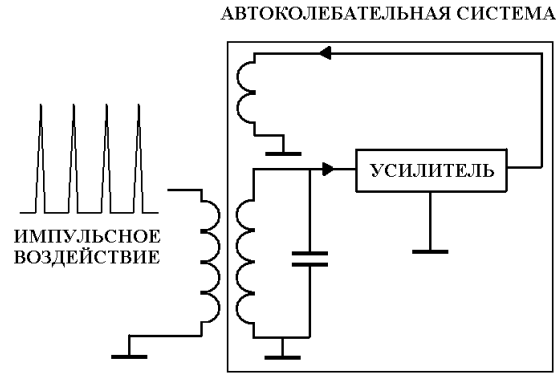 АВТОКОЛЕБАТЕЛЬНАЯ СИСТЕМА
УСИЛИТЕЛЬ
ИМПУЛЬСНОЕ
ВОЗДЕЙСТВИЕ